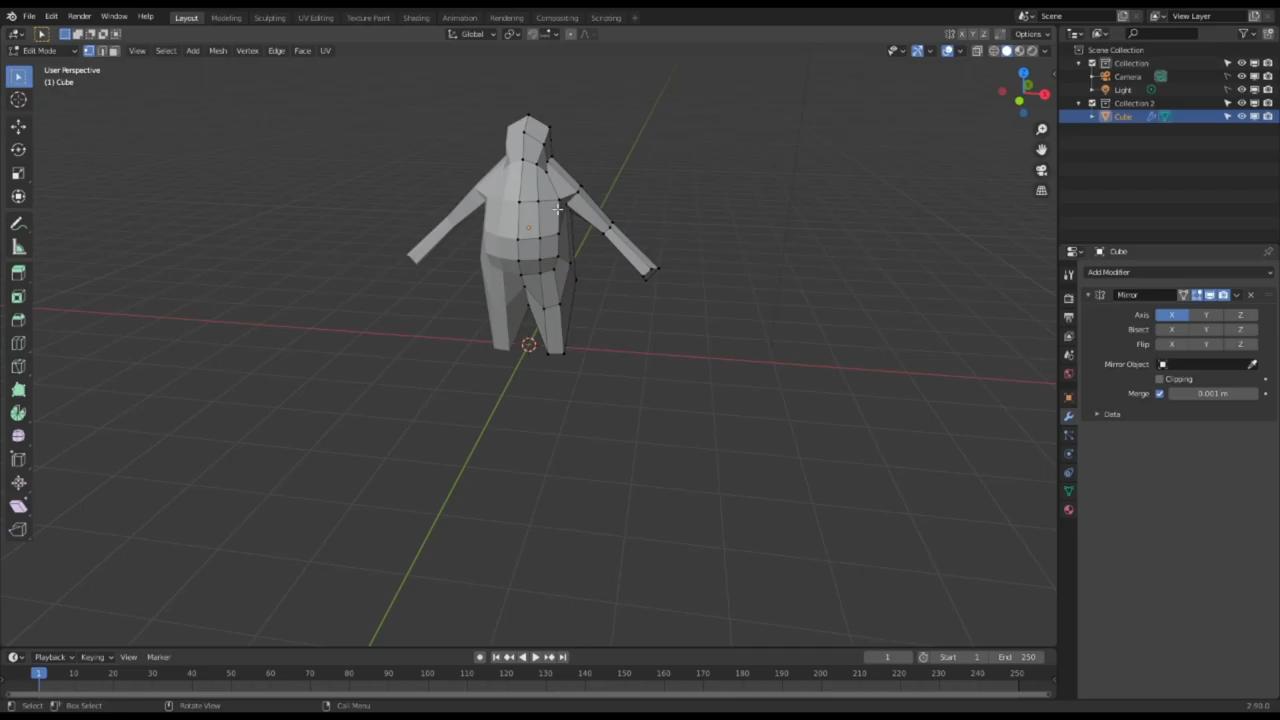 File Edit Render Window Help Layout Modeling Sculpting UV Editing Texture Paint Shading Animation Rendering Compositing Scripting + Scene View Layer
Global X Y Z Options
Edit Mode View Select Add Mesh Vertex Edge Face UV
User Perspective
(1) Cube
Scene Collection
Collection
Camera
Light
Collection 2
Cube
Cube
Add Modifier
Mirror
Axis X Y Z
Bisect X Y Z
Flip X Y Z
Mirror Object
Clipping
Merge 0.001 m
Data
Playback Keying View Marker 1 Start 1 End 250
1 10 20 30 40 50 60 70 80 90 100 110 120 130 140 150 160 170 180 190 200 210 220 230 240 250
Select Box Select Rotate View Call Menu 2.90.0